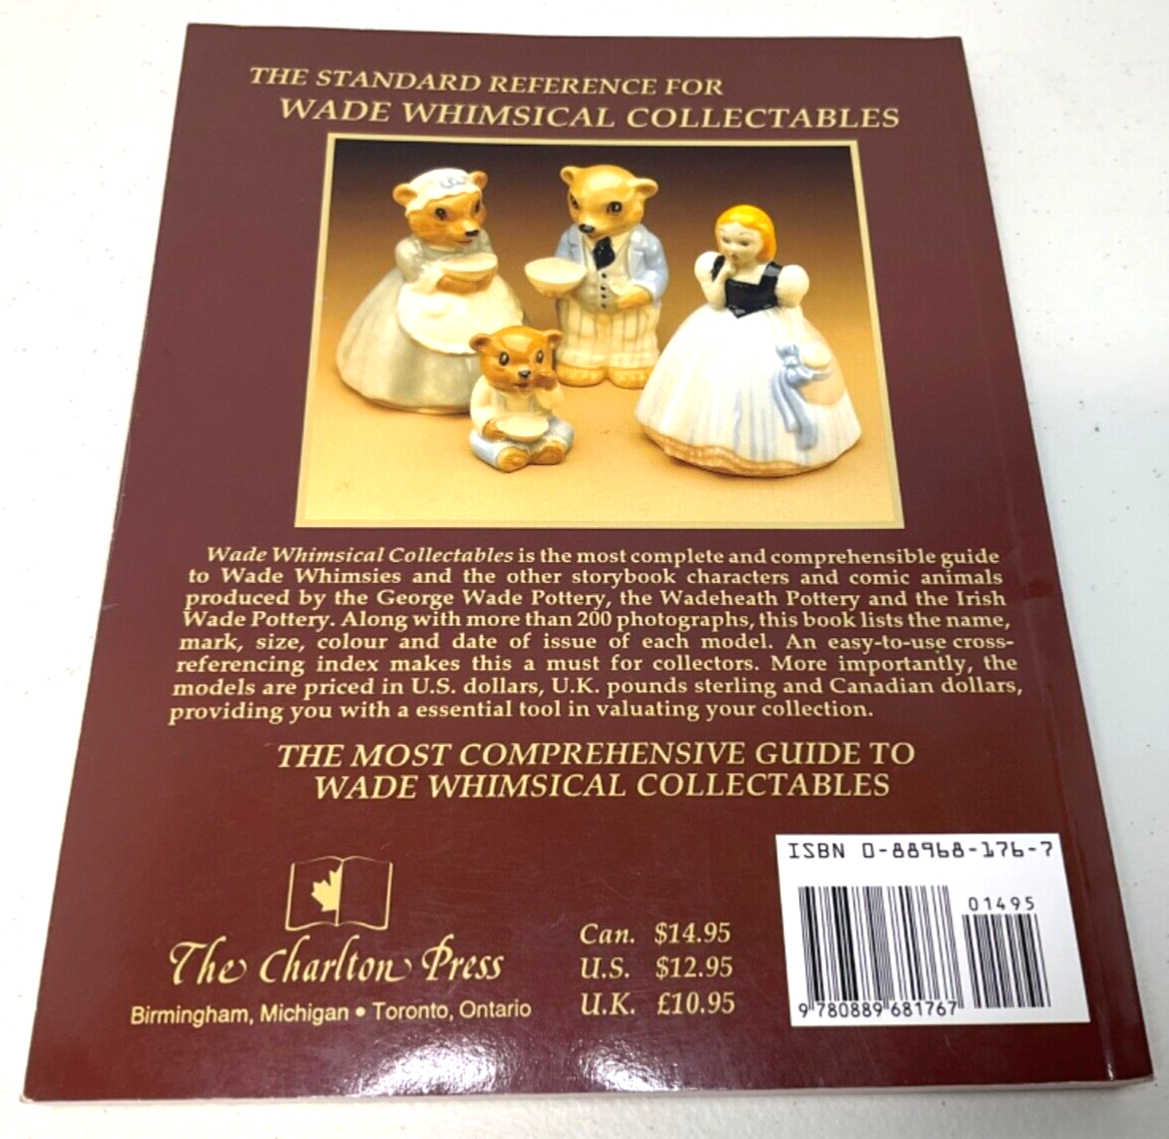 THE STANDARD REFERENCE FOR
WADE WHIMSICAL COLLECTABLES
Wade Whimsical Collectables is the most complete and comprehensible guide
to Wade Whimsies and the other storybook characters and comic animals
produced by the George Wade Pottery, the Wadeheath Pottery and the Irish
Wade Pottery. Along with more than 200 photographs, this book lists the name,
mark, size, colour and date of issue of each model. An easy-to-use cross-
referencing index makes this a must for collectors. More importantly, the
models are priced in U.S. dollars, U.K. pounds sterling and Canadian dollars,
providing you with a essential tool in valuating your collection.
THE MOST COMPREHENSIVE GUIDE TO
WADE WHIMSICAL COLLECTABLES
The Charlton Press
Birmingham, Michigan • Toronto, Ontario
Can. $14.95
U.S. $12.95
U.K. £10.95
ISBN 0-88968-176-7
01495
9 780889 681767